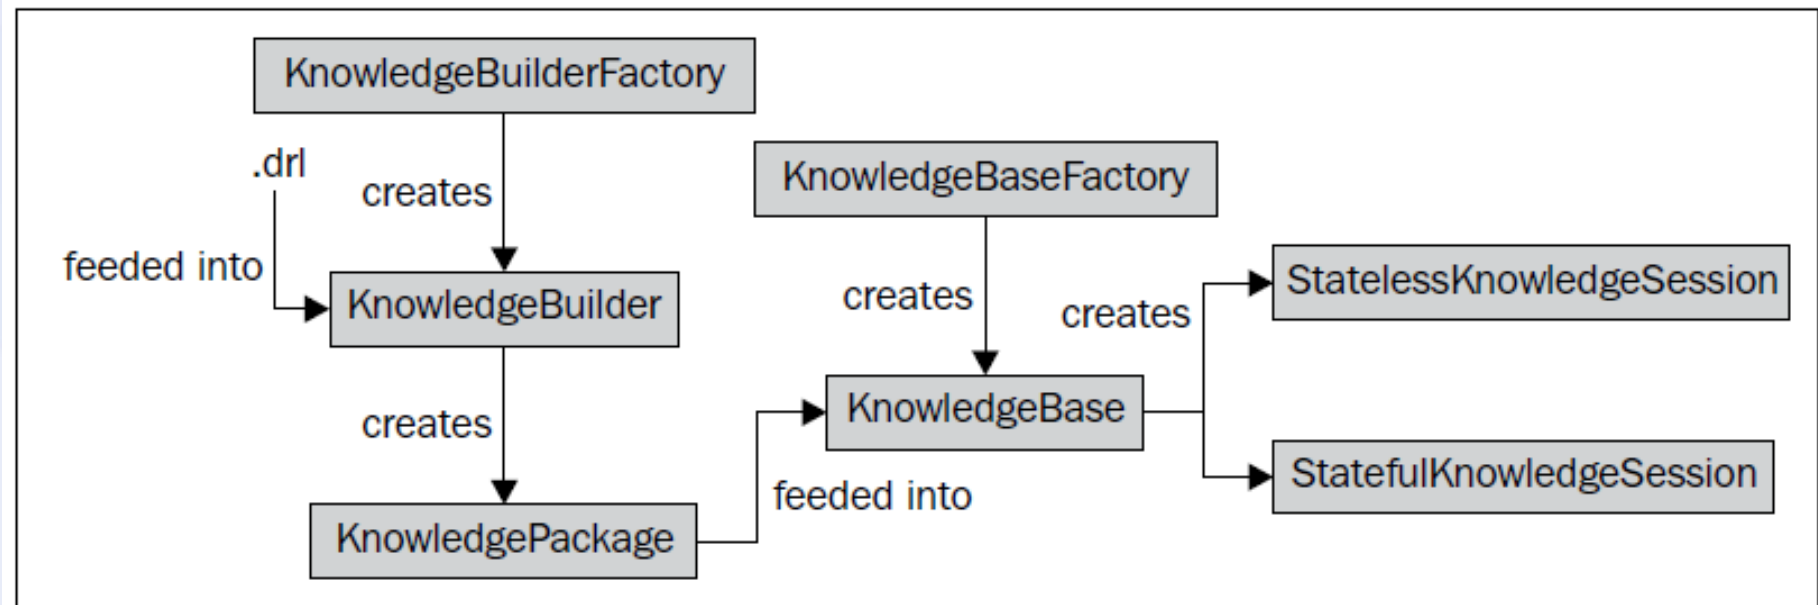 KnowledgeBuilderFactory
.drl
creates
KnowledgeBaseFactory
feeded into
KnowledgeBuilder
creates
creates
StatelessKnowledgeSession
creates
KnowledgeBase
StatefulKnowledgeSession
feeded into
KnowledgePackage